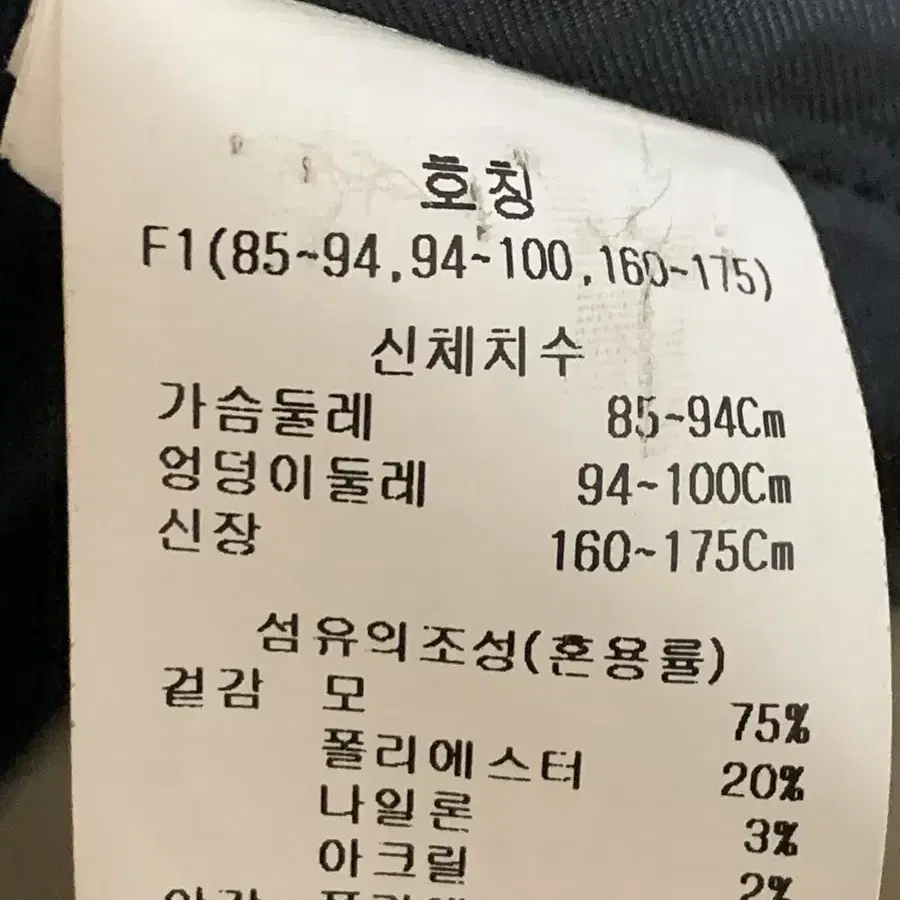 호칭
F1(85~94,94~100,160~175)
신체치수
가슴둘레 85~94Cm
엉덩이둘레 94~100Cm
신장 160~175Cm
섬유의조성(혼용률)
겉감 모 75%
폴리에스터 20%
나일론 3%
아크릴 2%